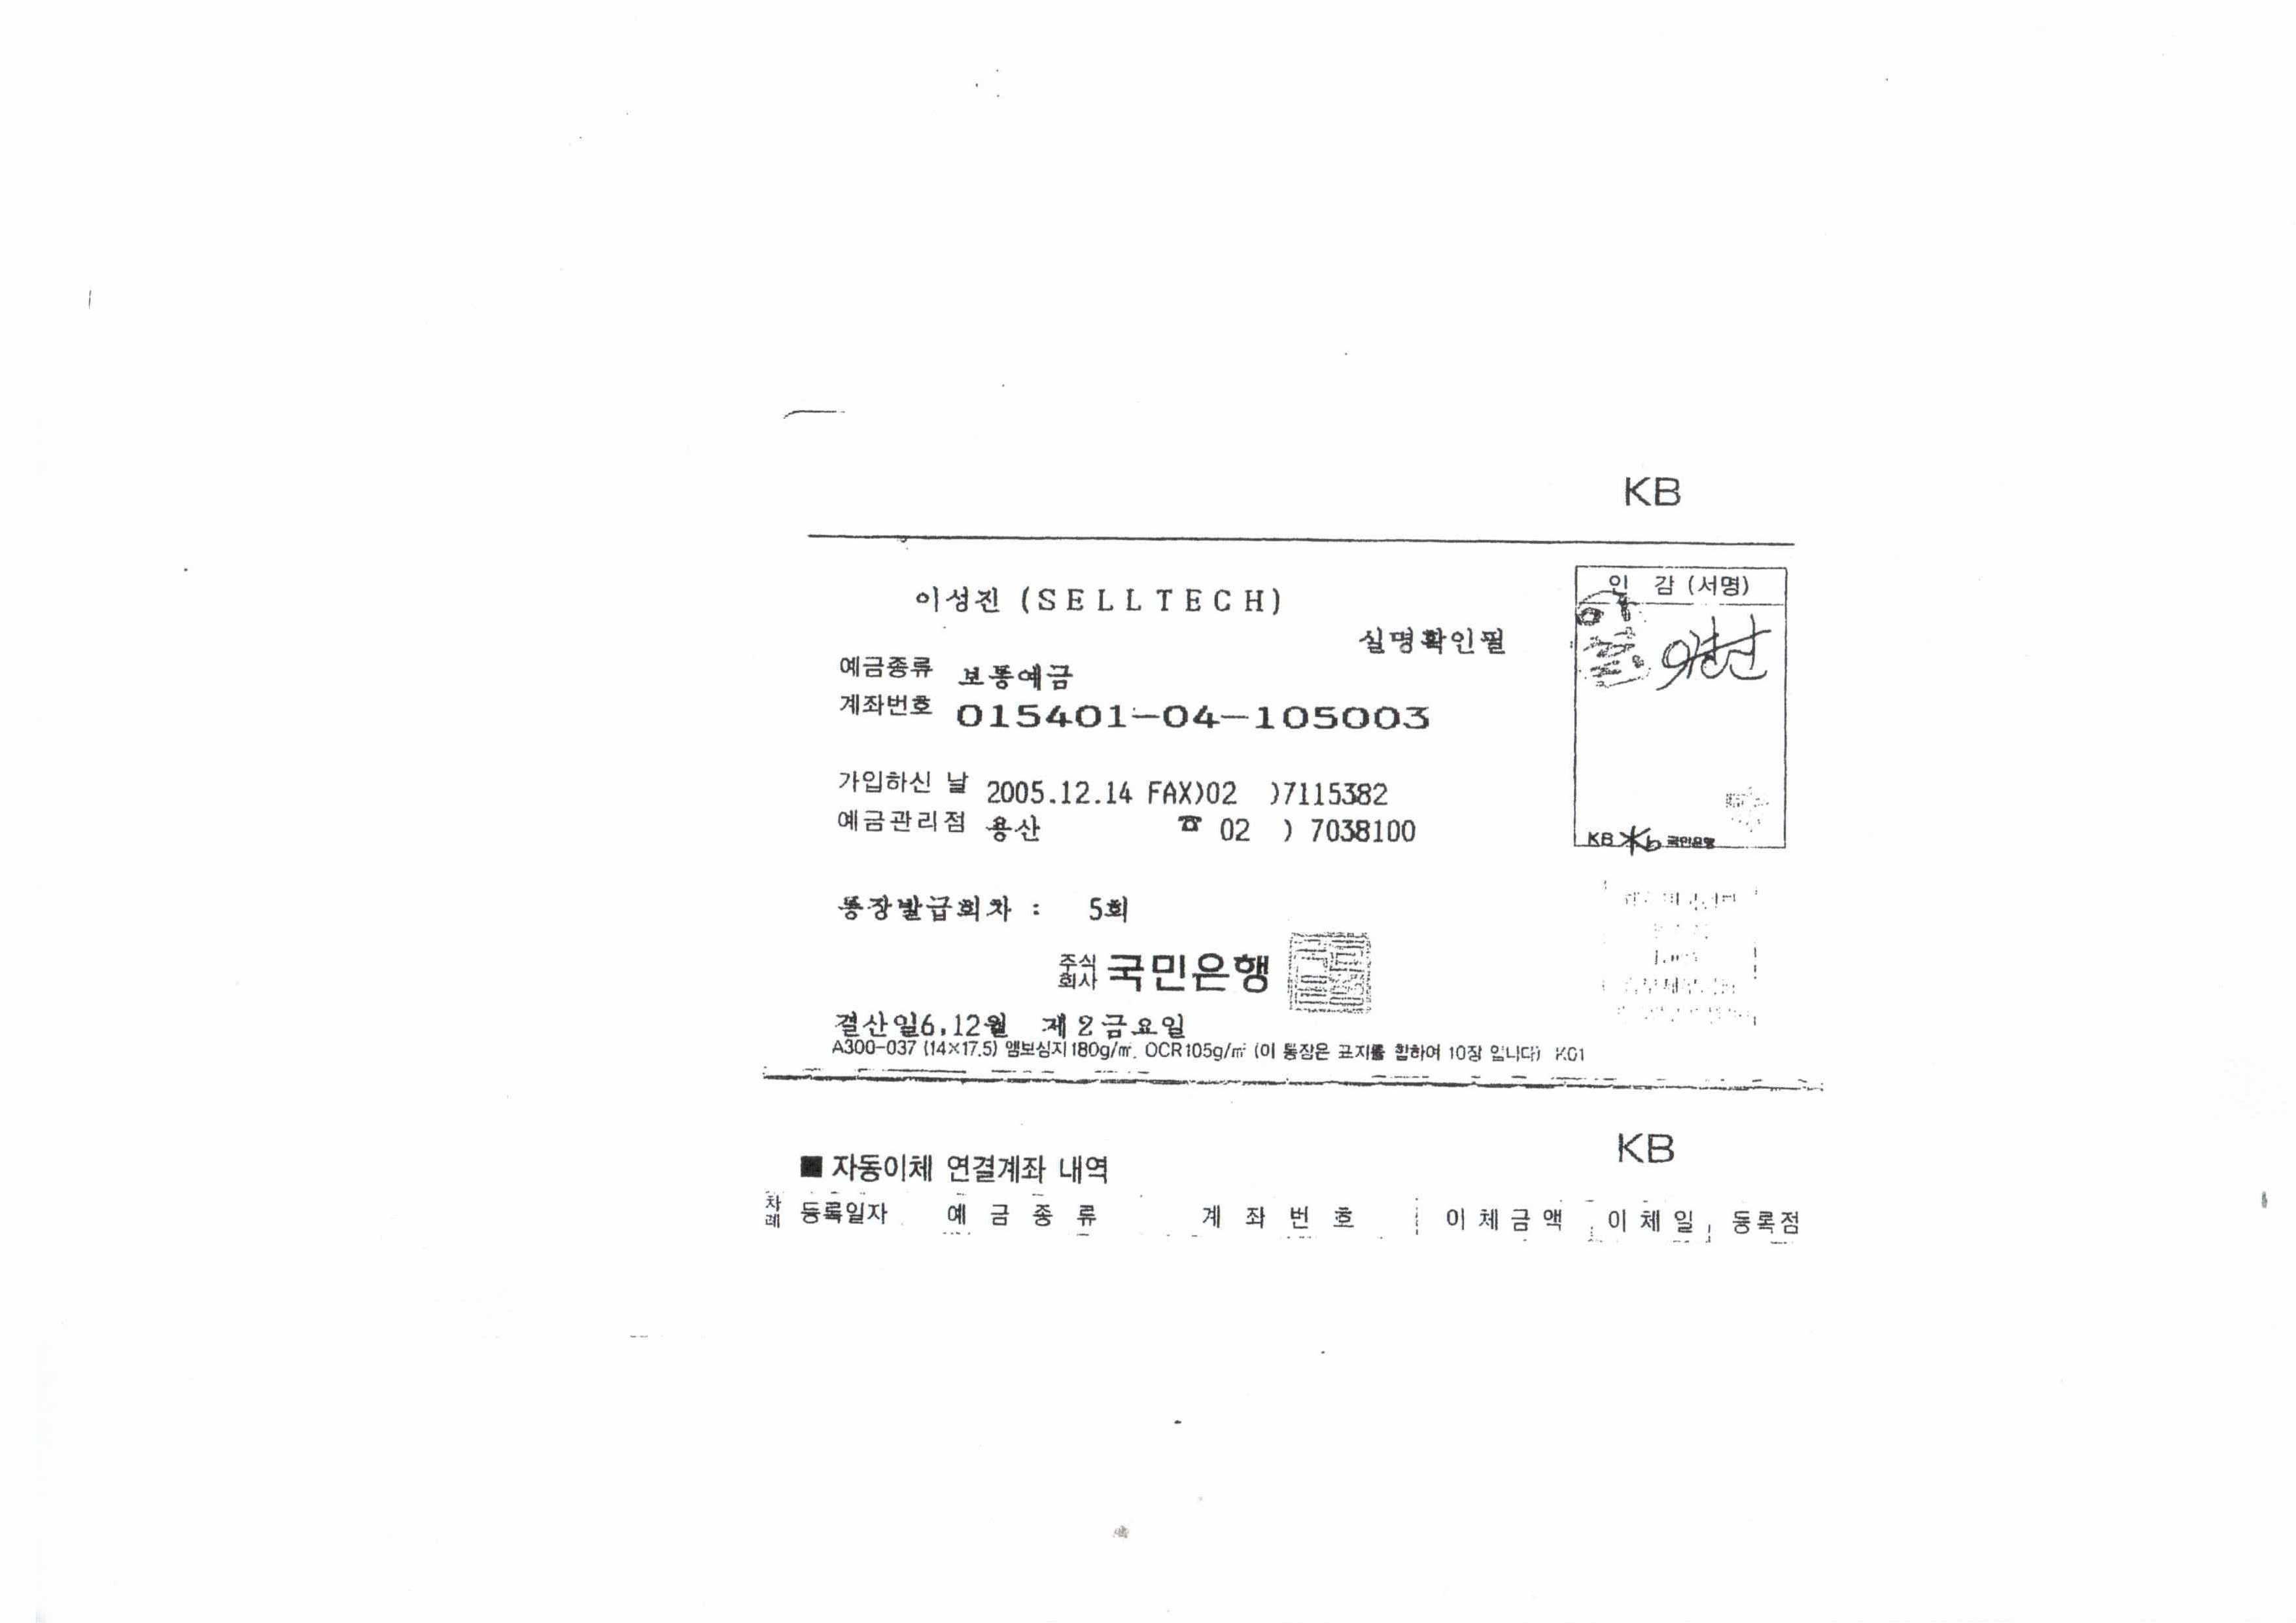 KB
이성진 (SELLTECH)
인 감 (서명)
실명확인필
예금종류 보통예금
계좌번호 015401-04-105003
가입하신 날 2005.12.14 FAX)02 )7115382
예금관리점 용산 ☎ 02 ) 7038100
KB 국민은행
통장발급회차 : 5회
주식회사 국민은행
결산일6,12월 제2금요일
A300-037 (14×17.5) 엠보싱지180g/㎡, OCR105g/㎡ (이 통장은 표지를 합하여 10장 입니다) K01
KB
■ 자동이체 연결계좌 내역
차례 등록일자 예금종류 계좌번호 이체금액 이체일 등록점